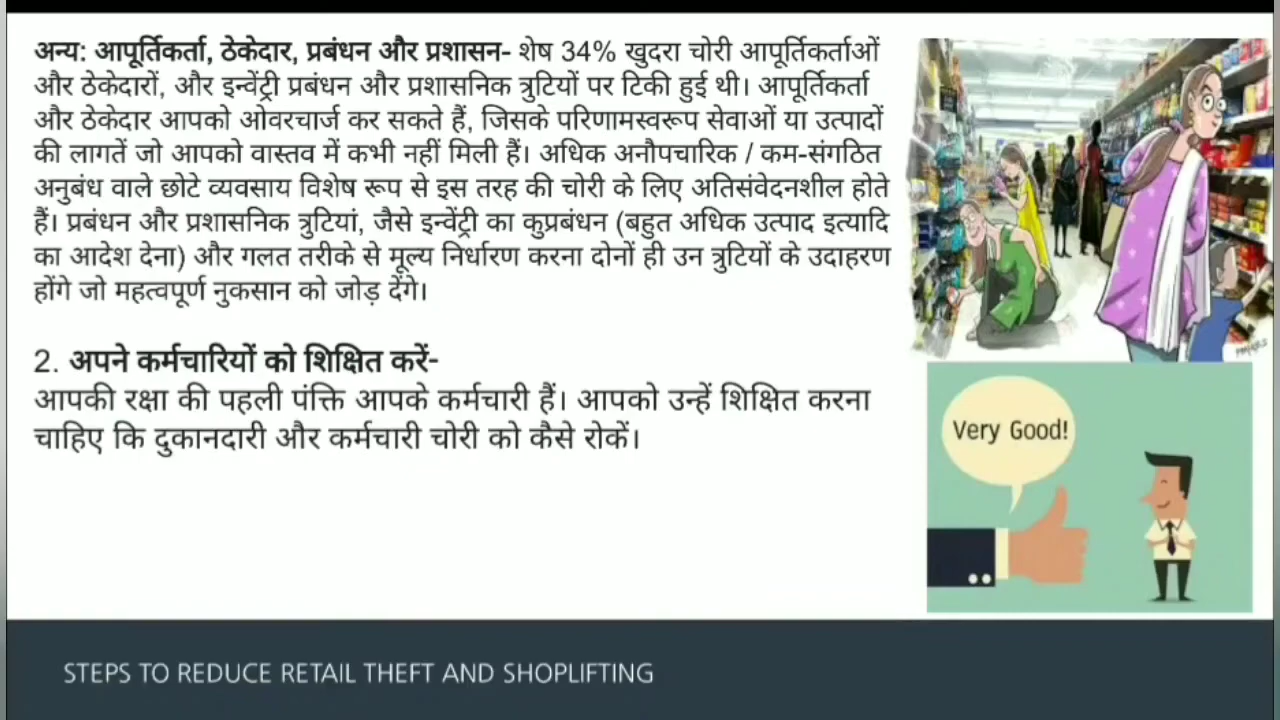 अन्य: आपूर्तिकर्ता, ठेकेदार, प्रबंधन और प्रशासन- शेष 34% खुदरा चोरी आपूर्तिकर्ताओं
और ठेकेदारों, और इन्वेंट्री प्रबंधन और प्रशासनिक त्रुटियों पर टिकी हुई थी। आपूर्तिकर्ता
और ठेकेदार आपको ओवरचार्ज कर सकते हैं, जिसके परिणामस्वरूप सेवाओं या उत्पादों
की लागतें जो आपको वास्तव में कभी नहीं मिली हैं। अधिक अनौपचारिक / कम-संगठित
अनुबंध वाले छोटे व्यवसाय विशेष रूप से इस तरह की चोरी के लिए अतिसंवेदनशील होते
हैं। प्रबंधन और प्रशासनिक त्रुटियां, जैसे इन्वेंट्री का कुप्रबंधन (बहुत अधिक उत्पाद इत्यादि
का आदेश देना) और गलत तरीके से मूल्य निर्धारण करना दोनों ही उन त्रुटियों के उदाहरण
होंगे जो महत्वपूर्ण नुकसान को जोड़ देंगे।
2. अपने कर्मचारियों को शिक्षित करें-
आपकी रक्षा की पहली पंक्ति आपके कर्मचारी हैं। आपको उन्हें शिक्षित करना
चाहिए कि दुकानदारी और कर्मचारी चोरी को कैसे रोकें।
Very Good!
STEPS TO REDUCE RETAIL THEFT AND SHOPLIFTING